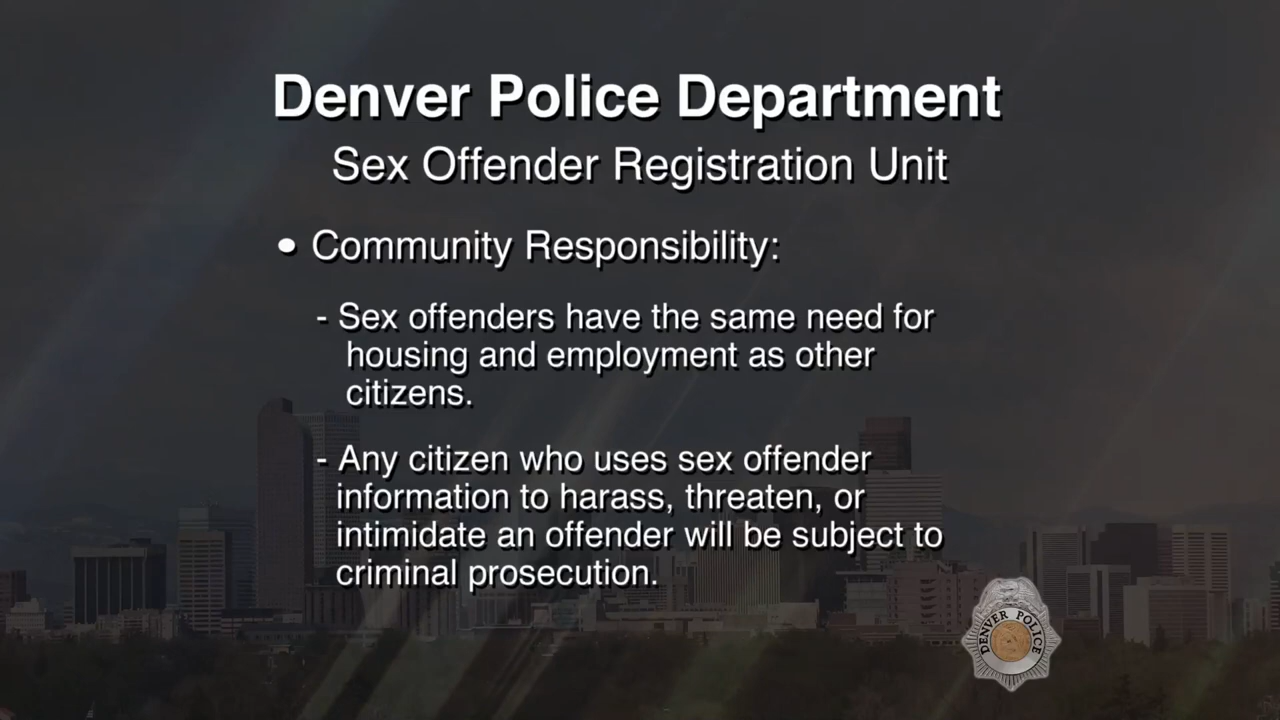 Denver Police Department
Sex Offender Registration Unit
• Community Responsibility:
- Sex offenders have the same need for
housing and employment as other
citizens.
- Any citizen who uses sex offender
information to harass, threaten, or
intimidate an offender will be subject to
criminal prosecution.
DENVER POLICE